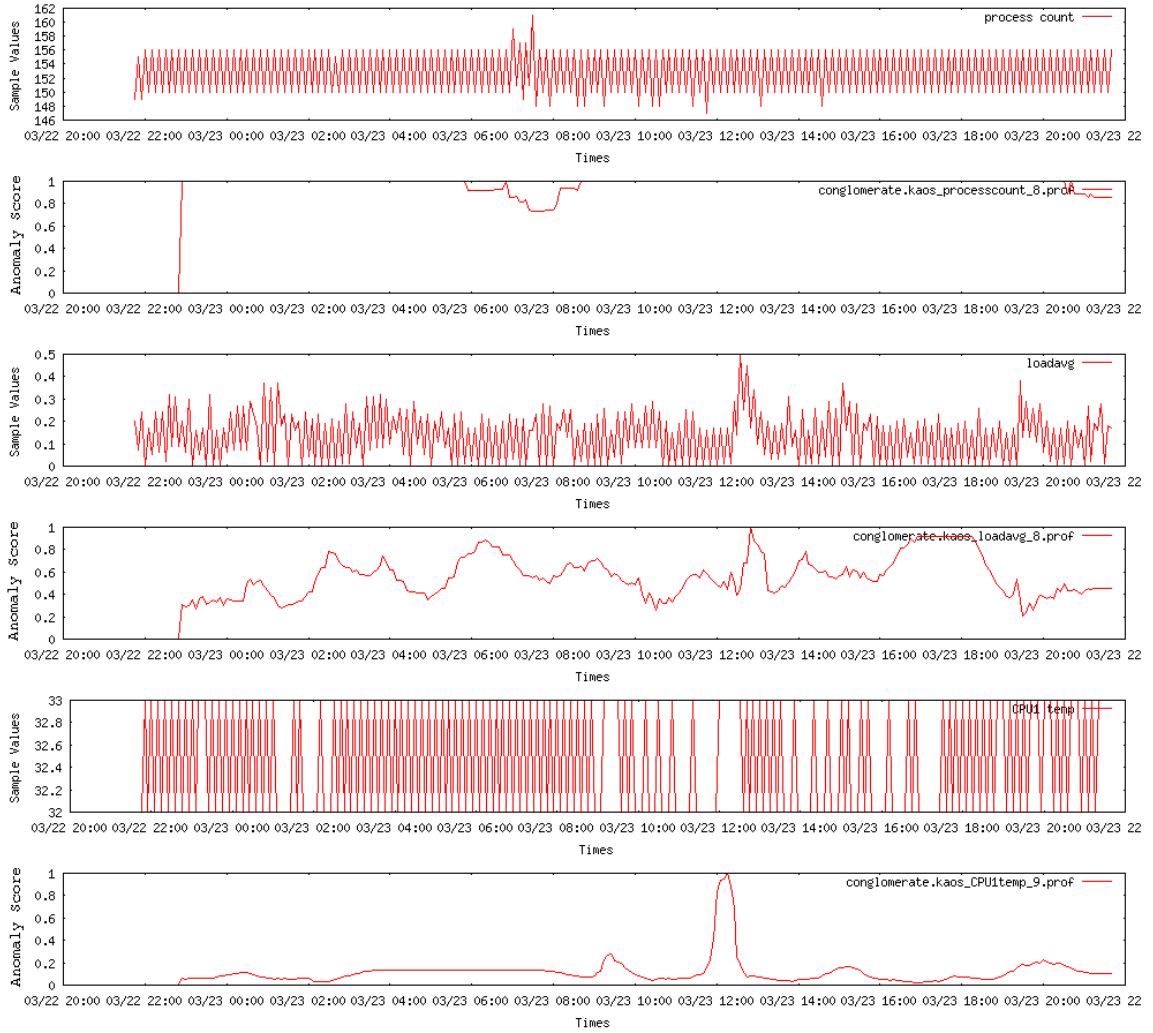 162
160
158
156
154
152
150
148
146
Sample Values
process count
03/22 20:00 03/22 22:00 03/23 00:00 03/23 02:00 03/23 04:00 03/23 06:00 03/23 08:00 03/23 10:00 03/23 12:00 03/23 14:00 03/23 16:00 03/23 18:00 03/23 20:00 03/23 22
Times
1
0.8
0.6
0.4
0.2
0
Anomaly Score
conglomerate.kaos_processcount_8.prof
03/22 20:00 03/22 22:00 03/23 00:00 03/23 02:00 03/23 04:00 03/23 06:00 03/23 08:00 03/23 10:00 03/23 12:00 03/23 14:00 03/23 16:00 03/23 18:00 03/23 20:00 03/23 22
Times
0.5
0.4
0.3
0.2
0.1
0
Sample Values
loadavg
03/22 20:00 03/22 22:00 03/23 00:00 03/23 02:00 03/23 04:00 03/23 06:00 03/23 08:00 03/23 10:00 03/23 12:00 03/23 14:00 03/23 16:00 03/23 18:00 03/23 20:00 03/23 22
Times
1
0.8
0.6
0.4
0.2
0
Anomaly Score
conglomerate.kaos_loadavg_8.prof
03/22 20:00 03/22 22:00 03/23 00:00 03/23 02:00 03/23 04:00 03/23 06:00 03/23 08:00 03/23 10:00 03/23 12:00 03/23 14:00 03/23 16:00 03/23 18:00 03/23 20:00 03/23 22
Times
33
32.8
32.6
32.4
32.2
32
Sample Values
CPU1 temp
03/22 20:00 03/22 22:00 03/23 00:00 03/23 02:00 03/23 04:00 03/23 06:00 03/23 08:00 03/23 10:00 03/23 12:00 03/23 14:00 03/23 16:00 03/23 18:00 03/23 20:00 03/23 22
Times
1
0.8
0.6
0.4
0.2
0
Anomaly Score
conglomerate.kaos_CPU1temp_9.prof
03/22 20:00 03/22 22:00 03/23 00:00 03/23 02:00 03/23 04:00 03/23 06:00 03/23 08:00 03/23 10:00 03/23 12:00 03/23 14:00 03/23 16:00 03/23 18:00 03/23 20:00 03/23 22
Times